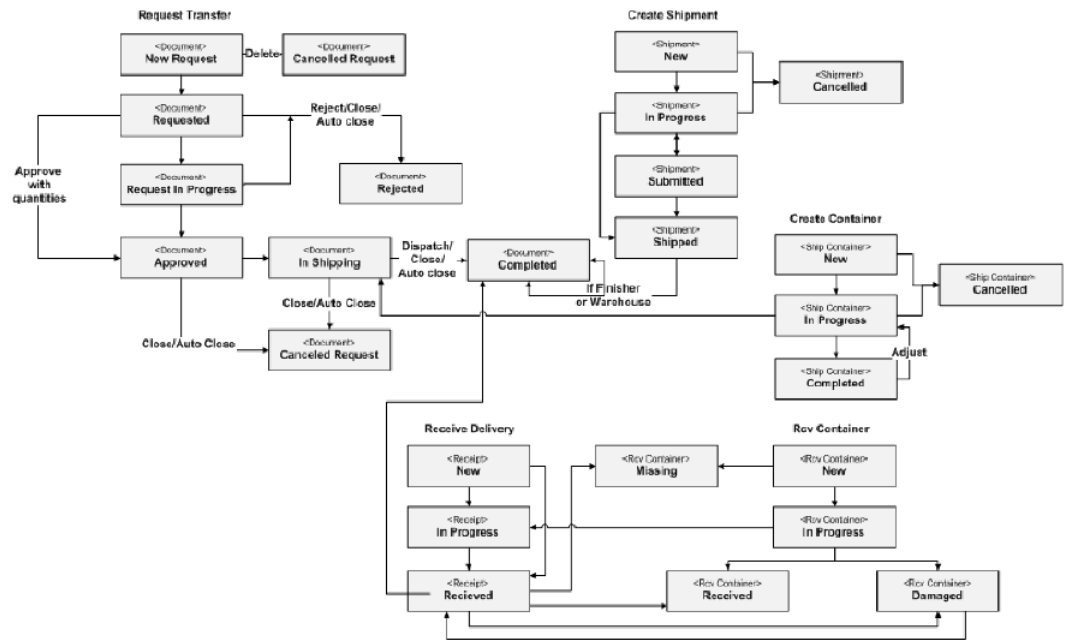 Request Transfer
<Document>
New Request
Delete
<Document>
Cancelled Request
<Document>
Requested
Reject/Close/
Auto close
Approve
with
quantities
<Document>
Request In Progress
<Document>
Rejected
<Document>
Approved
<Document>
In Shipping
Dispatch/
Close/
Auto close
<Document>
Completed
Close/Auto Close
Close/Auto Close
<Document>
Canceled Request
If Finisher
or Warehouse
Create Shipment
<Shipment>
New
<Shipment>
Cancelled
<Shipment>
In Progress
<Shipment>
Submitted
<Shipment>
Shipped
Create Container
<Ship Container>
New
<Ship Container>
Cancelled
<Ship Container>
In Progress
Adjust
<Ship Container>
Completed
Receive Delivery
<Receipt>
New
<Receipt>
In Progress
<Receipt>
Recieved
Rcv Container
<Rcv Container>
Missing
<Rcv Container>
New
<Rcv Container>
In Progress
<Rcv Container>
Received
<Rcv Container>
Damaged